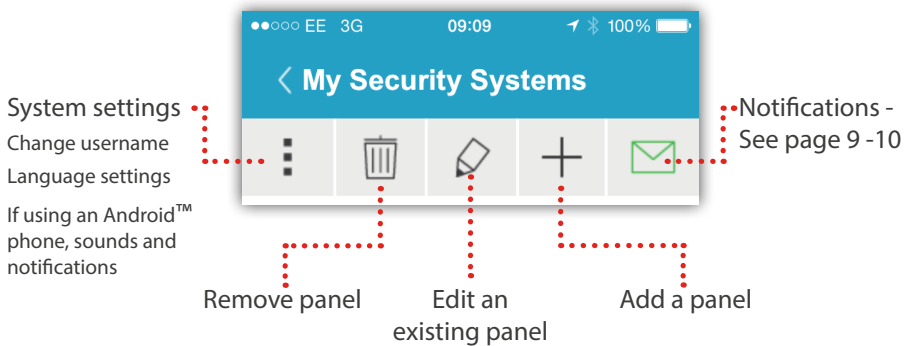 EE 3G 09:09 100%
My Security Systems
System settings
Change username
Language settings
If using an Android™
phone, sounds and
notifications
Notifications -
See page 9 -10
Remove panel
Edit an
existing panel
Add a panel